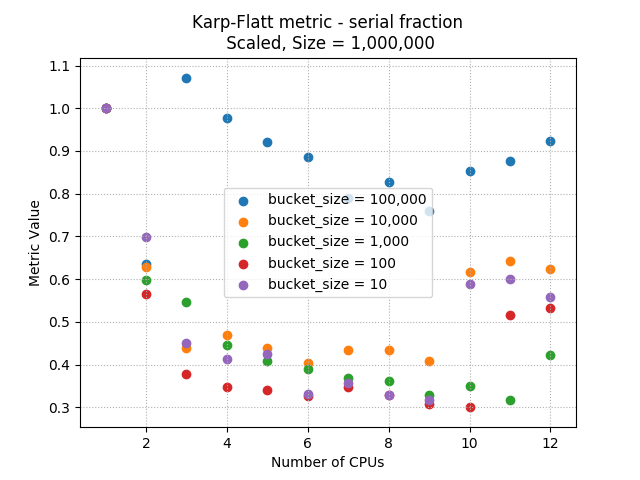 Karp-Flatt metric - serial fraction
Scaled, Size = 1,000,000
1.1
1.0
0.9
0.8
0.7
0.6
0.5
0.4
0.3
Metric Value
bucket_size = 100,000
bucket_size = 10,000
bucket_size = 1,000
bucket_size = 100
bucket_size = 10
2 4 6 8 10 12
Number of CPUs